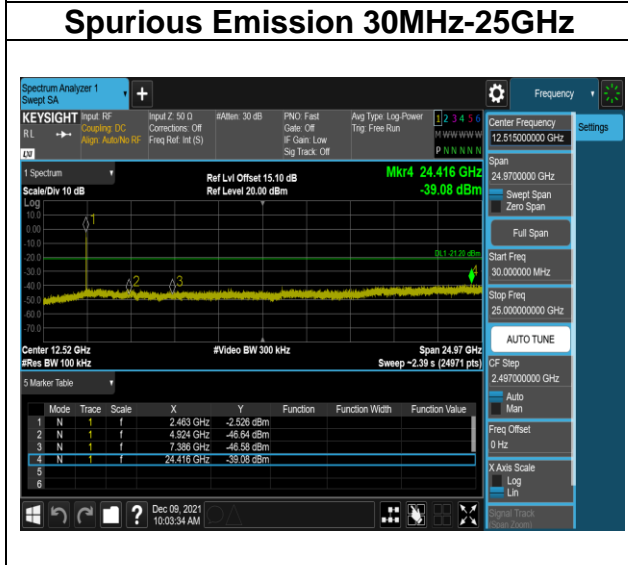 Spurious Emission 30MHz-25GHz
Spectrum Analyzer 1
Swept SA
+
Frequency
KEYSIGHT Input: RF
RL
Coupling: DC
Align: Auto/No RF
Input Z: 50 Ω
Corrections: Off
Freq Ref: Int (S)
#Atten: 30 dB
PNO: Fast
Gate: Off
IF Gain: Low
Sig Track: Off
Avg Type: Log-Power
Trig: Free Run
1 2 3 4 5 6
M W W W W W
P N N N N N
LXI
1 Spectrum
Scale/Div 10 dB
Ref Lvl Offset 15.10 dB
Ref Level 20.00 dBm
Mkr4 24.416 GHz
-39.08 dBm
Log
10.0
0.00
-10.0
-20.0
-30.0
-40.0
-50.0
-60.0
-70.0
1
2
3
4
DL1 -21.20 dBm
Center 12.52 GHz
#Res BW 100 kHz
#Video BW 300 kHz
Span 24.97 GHz
Sweep ~2.39 s (24971 pts)
5 Marker Table
Mode Trace Scale X Y Function Function Width Function Value
1 N 1 f 2.463 GHz -2.526 dBm
2 N 1 f 4.924 GHz -46.64 dBm
3 N 1 f 7.386 GHz -46.58 dBm
4 N 1 f 24.416 GHz -39.08 dBm
5
6
?
Dec 09, 2021
10:03:34 AM
Center Frequency
12.515000000 GHz
Settings
Span
24.9700000 GHz
Swept Span
Zero Span
Full Span
Start Freq
30.000000 MHz
Stop Freq
25.000000000 GHz
AUTO TUNE
CF Step
2.497000000 GHz
Auto
Man
Freq Offset
0 Hz
X Axis Scale
Log
Lin
Signal Track
(Span Zoom)